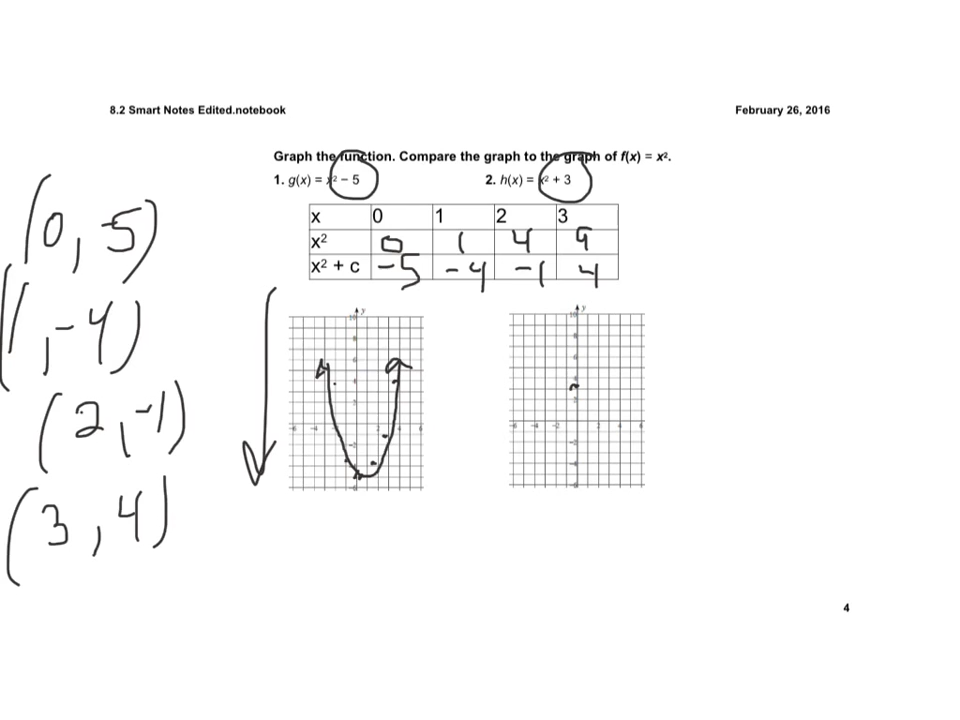 8.2 Smart Notes Edited.notebook February 26, 2016
Graph the function. Compare the graph to the graph of f(x) = x².
1. g(x) = x² – 5 2. h(x) = x² + 3
x 0 1 2 3
x² 0 1 4 9
x² + c -5 -4 -1 4
(0, 5)
(1, -4)
(2, -1)
(3, 4)
y
y
4